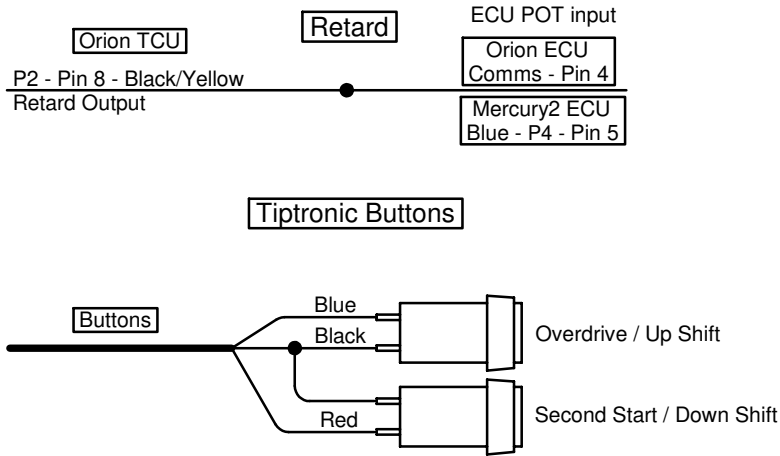 Retard
ECU POT input
Orion TCU
Orion ECU
Comms - Pin 4
P2 - Pin 8 - Black/Yellow
Retard Output
Mercury2 ECU
Blue - P4 - Pin 5
Tiptronic Buttons
Buttons
Blue
Black
Overdrive / Up Shift
Red
Second Start / Down Shift